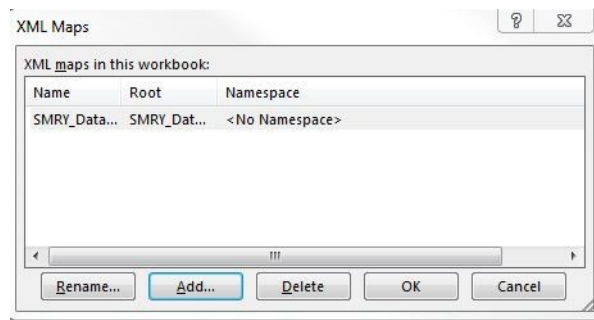 XML Maps
XML maps in this workbook:
Name Root Namespace
SMRY_Data... SMRY_Dat... <No Namespace>
Rename... Add... Delete OK Cancel